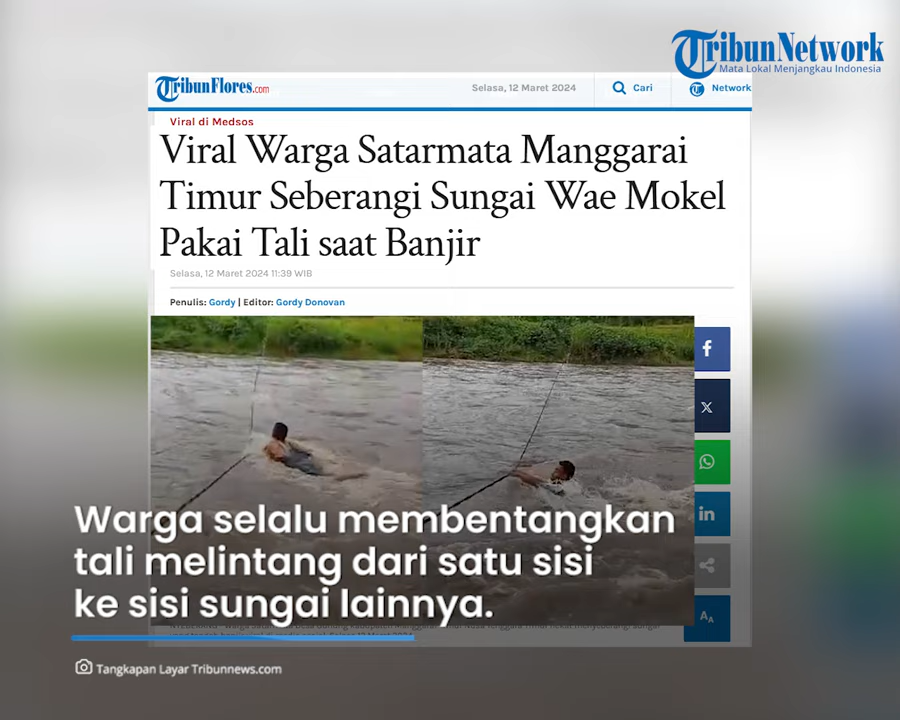 TribunNetwork
Mata Lokal Menjangkau Indonesia
TribunFlores.com
Selasa, 12 Maret 2024
Cari
Network
Viral di Medsos
Viral Warga Satarmata Manggarai
Timur Seberangi Sungai Wae Mokel
Pakai Tali saat Banjir
Selasa, 12 Maret 2024 11:39 WIB
Penulis: Gordy | Editor: Gordy Donovan
f
X
in
AA
Warga selalu membentangkan
tali melintang dari satu sisi
ke sisi sungai lainnya.
Tangkapan Layar Tribunnews.com